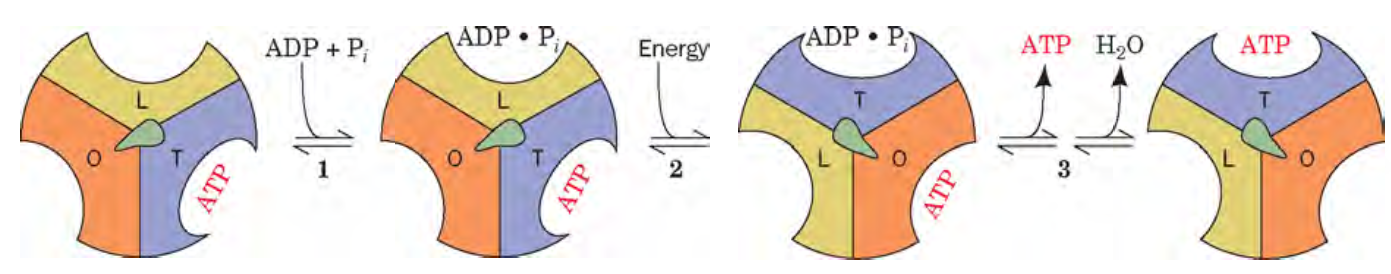 ADP + Pi
1
L
O
T
ATP
ADP • Pi
L
O
T
ATP
Energy
2
ADP • Pi
T
L
O
ATP
ATP
H2O
3
ATP
T
L
O